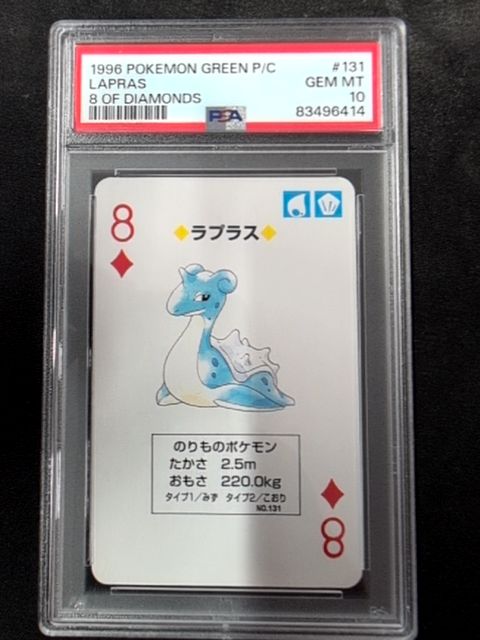 1996 POKEMON GREEN P/C #131
LAPRAS GEM MT
8 OF DIAMONDS 10
PSA 83496414
8
ラプラス
のりものポケモン
たかさ 2.5m
おもさ 220.0kg
タイプ1/みず タイプ2/こおり
NO.131
8